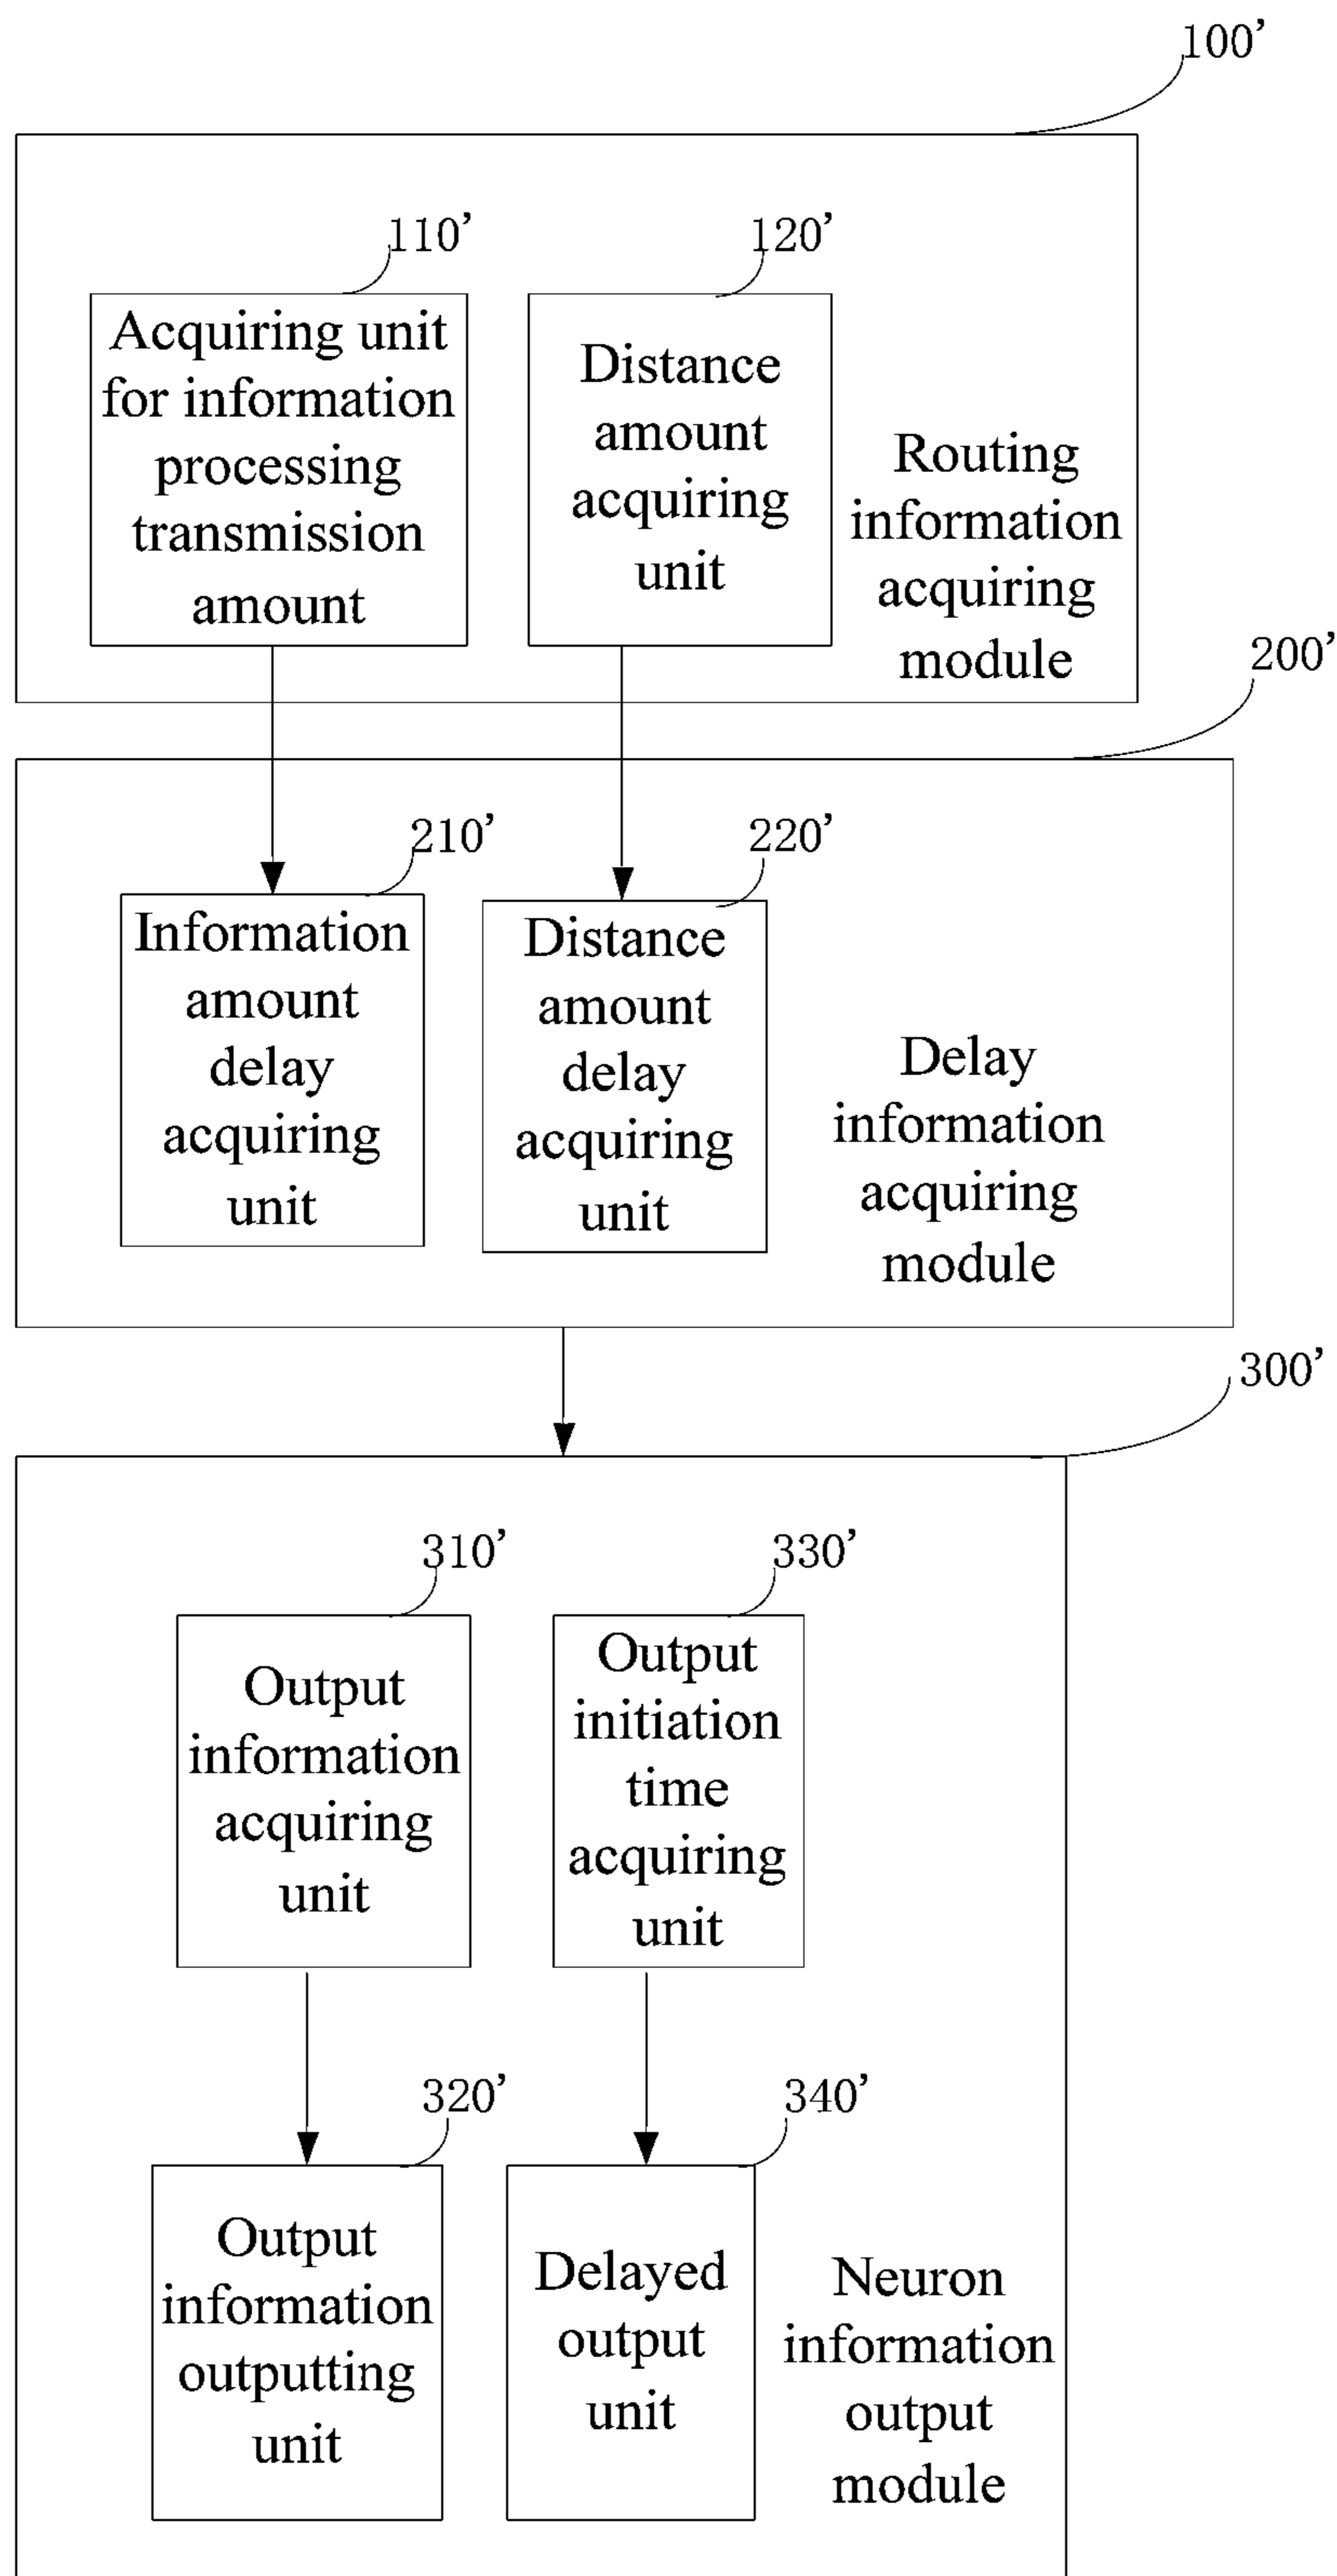 100’
110’
120’
Acquiring unit
for information
processing
transmission
amount
Distance
amount
acquiring
unit
Routing
information
acquiring
module
200’
210’
220’
Information
amount
delay
acquiring
unit
Distance
amount
delay
acquiring
unit
Delay
information
acquiring
module
300’
310’
330’
Output
information
acquiring
unit
Output
initiation
time
acquiring
unit
320’
340’
Output
information
outputting
unit
Delayed
output
unit
Neuron
information
output
module